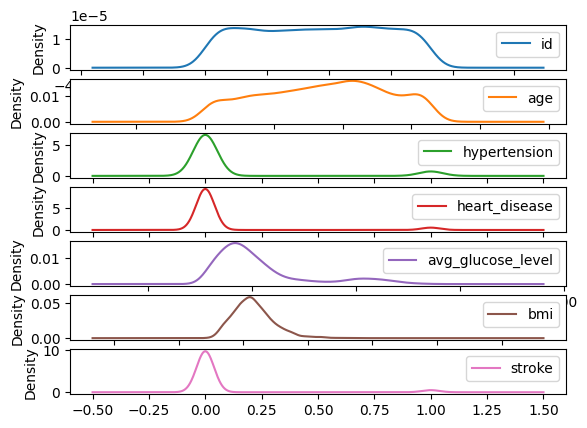 1e−5
1
0
Density
id
−4
0.01
0.00
Density
age
5
0
Density
hypertension
5
0
Density
heart_disease
0.01
0.00
Density
avg_glucose_level
00
0.05
0.00
Density
bmi
10
0
Density
stroke
−0.50 −0.25 0.00 0.25 0.50 0.75 1.00 1.25 1.50